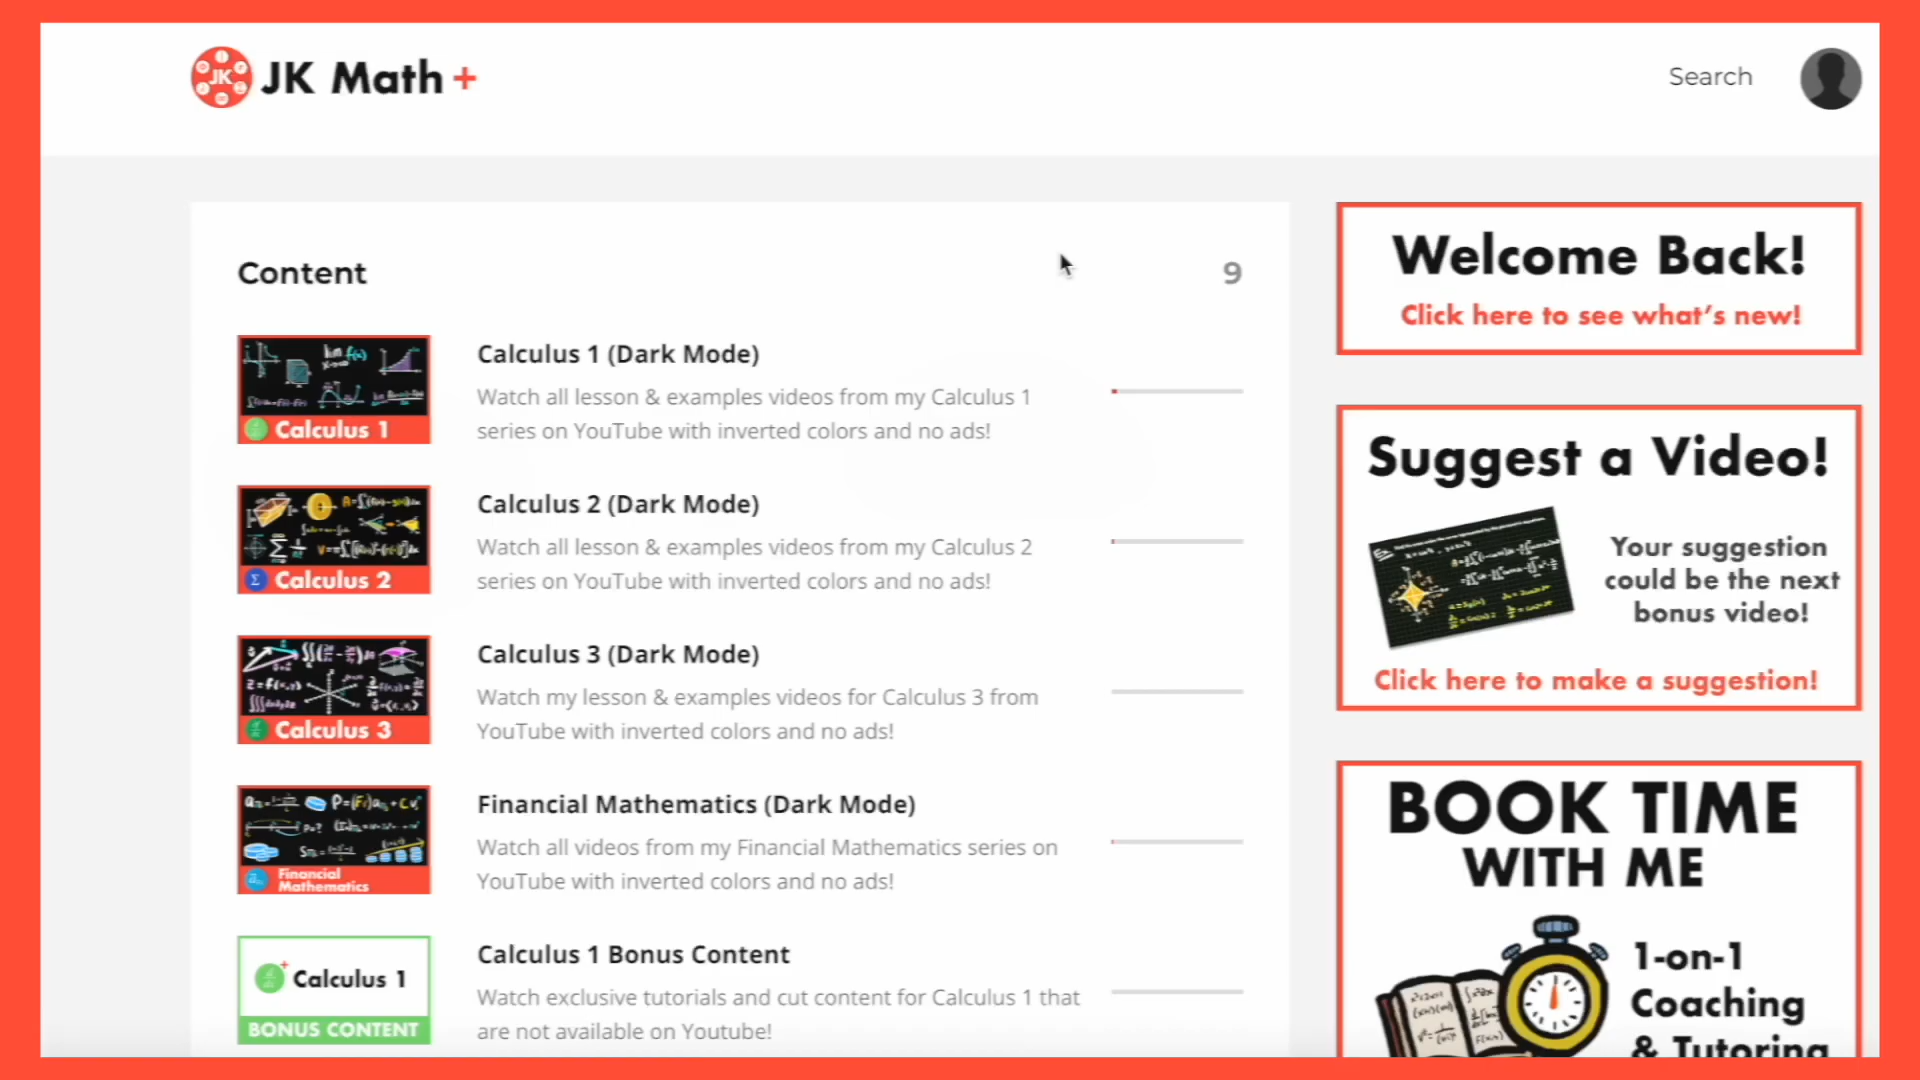 JK Math +
Search
Content
9
Calculus 1
Calculus 1 (Dark Mode)
Watch all lesson & examples videos from my Calculus 1
series on YouTube with inverted colors and no ads!
Calculus 2
Calculus 2 (Dark Mode)
Watch all lesson & examples videos from my Calculus 2
series on YouTube with inverted colors and no ads!
Calculus 3
Calculus 3 (Dark Mode)
Watch my lesson & examples videos for Calculus 3 from
YouTube with inverted colors and no ads!
Financial
Mathematics
Financial Mathematics (Dark Mode)
Watch all videos from my Financial Mathematics series on
YouTube with inverted colors and no ads!
Calculus 1
BONUS CONTENT
Calculus 1 Bonus Content
Watch exclusive tutorials and cut content for Calculus 1 that
are not available on Youtube!
Welcome Back!
Click here to see what's new!
Suggest a Video!
Your suggestion
could be the next
bonus video!
Click here to make a suggestion!
BOOK TIME
WITH ME
1-on-1
Coaching
& Tutoring